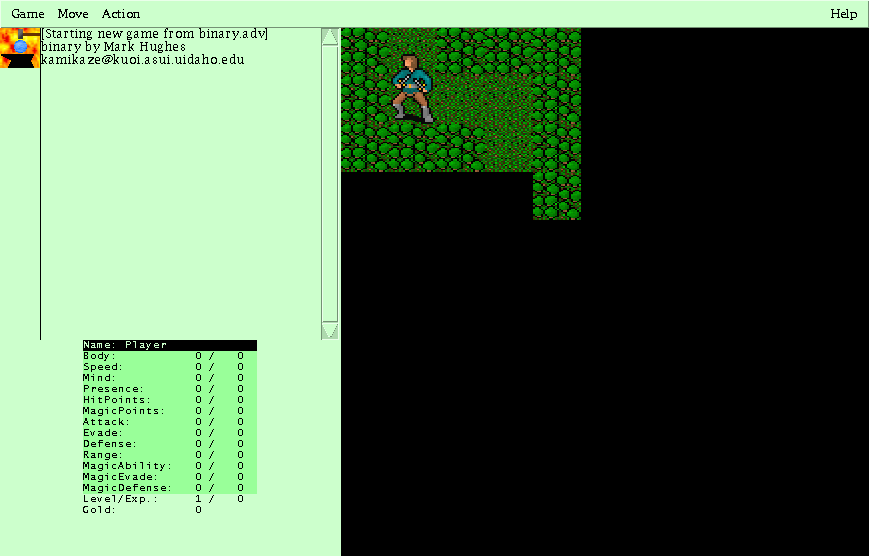 Game Move Action Help
[Starting new game from binary.adv]
binary by Mark Hughes
kamikaze@kuoi.asui.uidaho.edu
Name: Player
Body: 0 / 0
Speed: 0 / 0
Mind: 0 / 0
Presence: 0 / 0
HitPoints: 0 / 0
MagicPoints: 0 / 0
Attack: 0 / 0
Evade: 0 / 0
Defense: 0 / 0
Range: 0 / 0
MagicAbility: 0 / 0
MagicEvade: 0 / 0
MagicDefense: 0 / 0
Level/Exp.: 1 / 0
Gold: 0